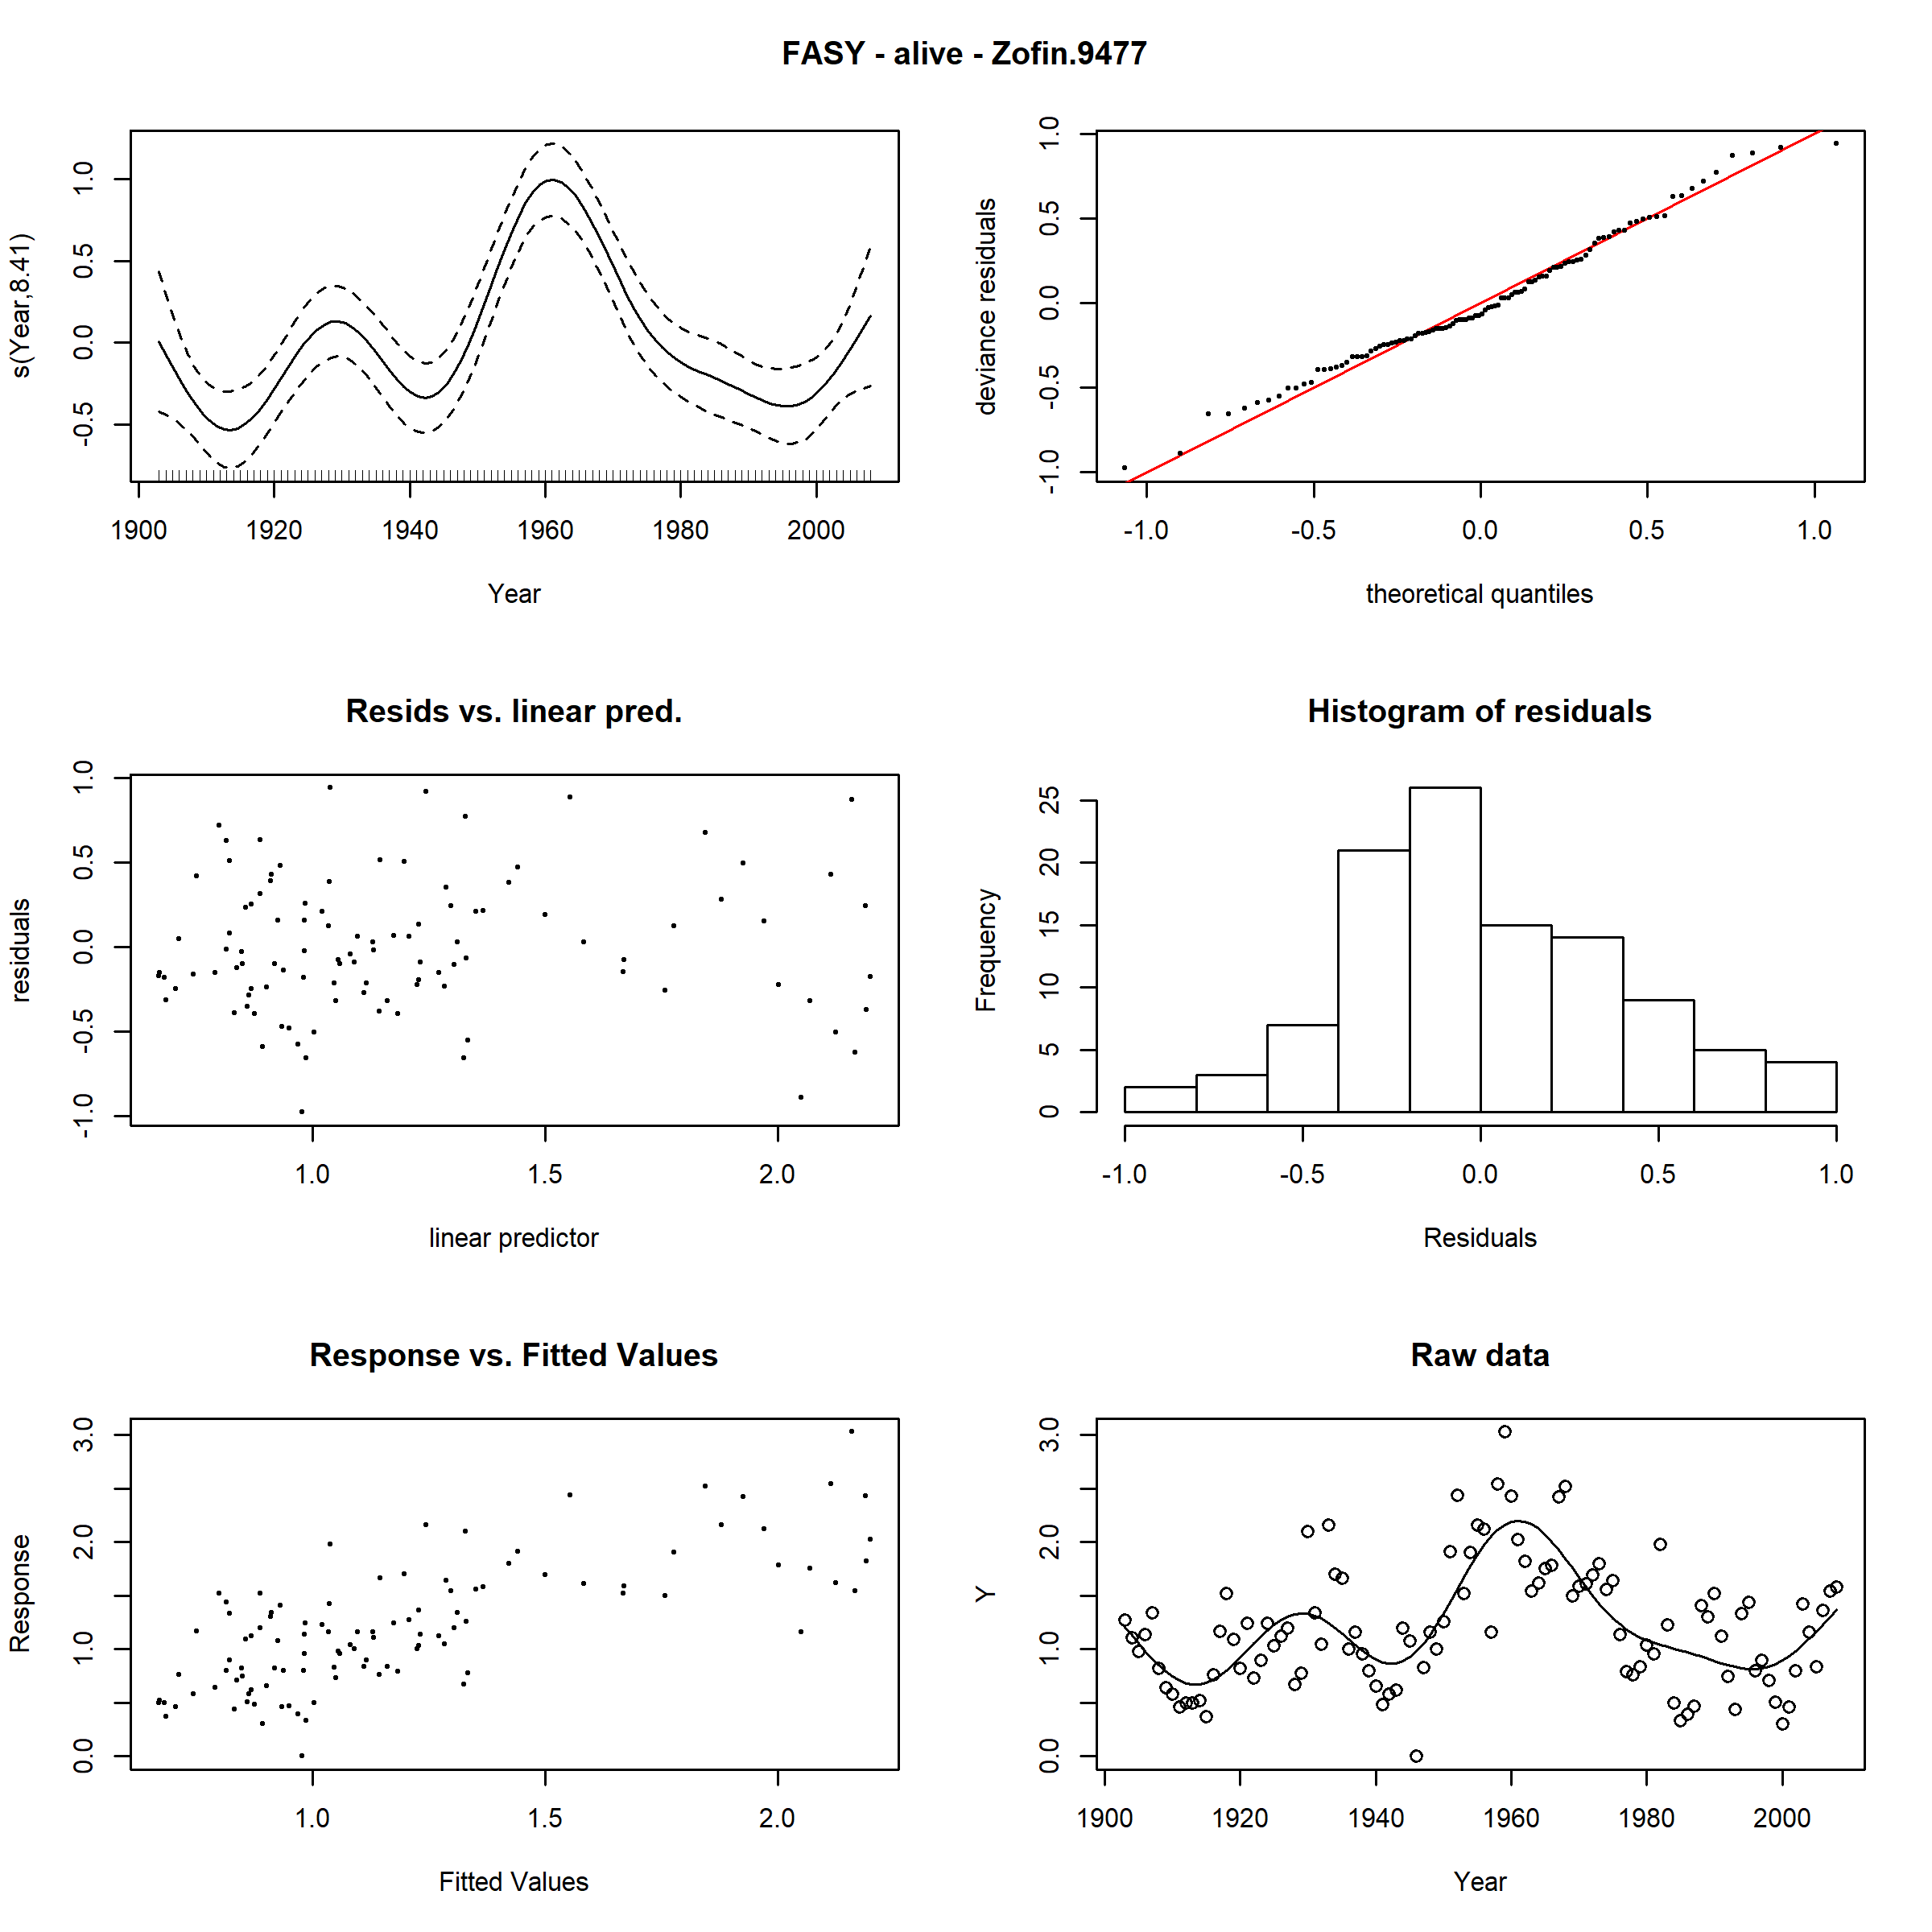 FASY - alive - Zofin.9477
s(Year,8.41)
-0.5 0.0 0.5 1.0
1900 1920 1940 1960 1980 2000
Year
deviance residuals
-1.0 -0.5 0.0 0.5 1.0
-1.0 -0.5 0.0 0.5 1.0
theoretical quantiles
Resids vs. linear pred.
residuals
-1.0 -0.5 0.0 0.5 1.0
1.0 1.5 2.0
linear predictor
Histogram of residuals
Frequency
0 5 10 15 20 25
-1.0 -0.5 0.0 0.5 1.0
Residuals
Response vs. Fitted Values
Response
0.0 1.0 2.0 3.0
1.0 1.5 2.0
Fitted Values
Raw data
Y
0.0 1.0 2.0 3.0
1900 1920 1940 1960 1980 2000
Year